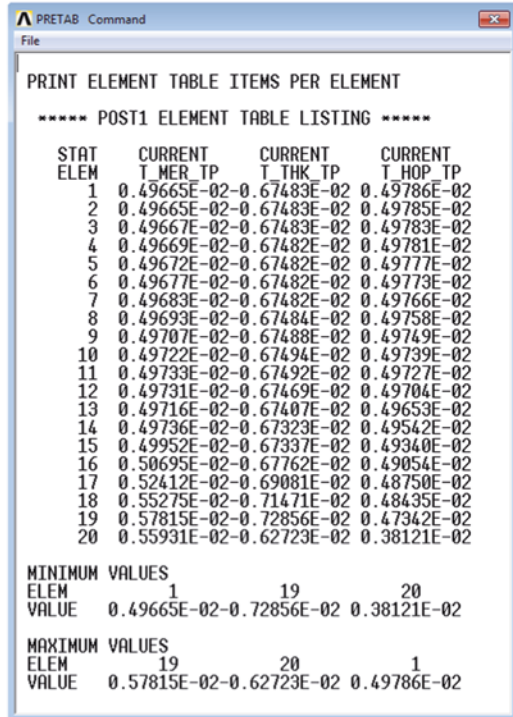 PRETAB Command
File
PRINT ELEMENT TABLE ITEMS PER ELEMENT
***** POST1 ELEMENT TABLE LISTING *****
STAT CURRENT CURRENT CURRENT
ELEM T_MER_TP T_THK_TP T_HOP_TP
1 0.49665E-02-0.67483E-02 0.49786E-02
2 0.49665E-02-0.67483E-02 0.49785E-02
3 0.49667E-02-0.67483E-02 0.49783E-02
4 0.49669E-02-0.67482E-02 0.49781E-02
5 0.49672E-02-0.67482E-02 0.49777E-02
6 0.49677E-02-0.67482E-02 0.49773E-02
7 0.49683E-02-0.67482E-02 0.49766E-02
8 0.49693E-02-0.67484E-02 0.49758E-02
9 0.49707E-02-0.67488E-02 0.49749E-02
10 0.49722E-02-0.67494E-02 0.49739E-02
11 0.49733E-02-0.67492E-02 0.49727E-02
12 0.49731E-02-0.67469E-02 0.49704E-02
13 0.49716E-02-0.67407E-02 0.49653E-02
14 0.49736E-02-0.67323E-02 0.49542E-02
15 0.49952E-02-0.67337E-02 0.49340E-02
16 0.50695E-02-0.67762E-02 0.49054E-02
17 0.52412E-02-0.69081E-02 0.48750E-02
18 0.55275E-02-0.71471E-02 0.48435E-02
19 0.57815E-02-0.72856E-02 0.47342E-02
20 0.55931E-02-0.62723E-02 0.38121E-02
MINIMUM VALUES
ELEM 1 19 20
VALUE 0.49665E-02-0.72856E-02 0.38121E-02
MAXIMUM VALUES
ELEM 19 20 1
VALUE 0.57815E-02-0.62723E-02 0.49786E-02